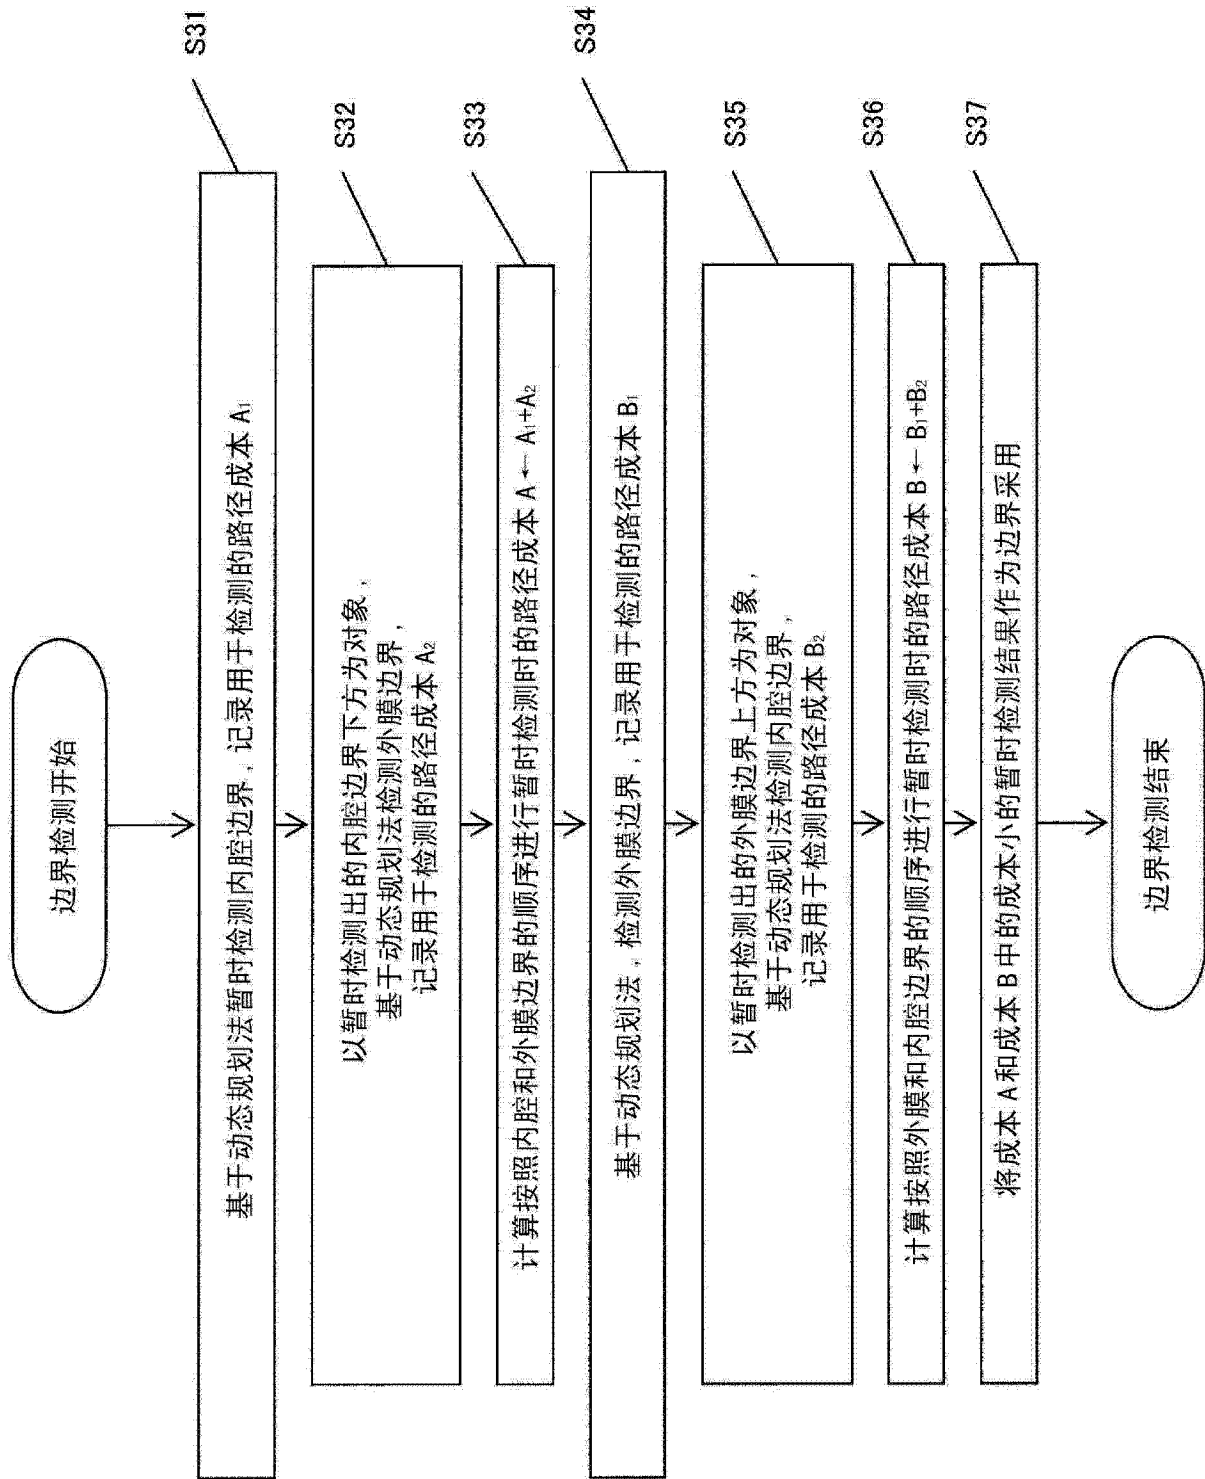 边界检测开始
S31
基于动态规划法暂时检测内腔边界，记录用于检测的路径成本 A₁
S32
以暂时检测出的内腔边界下方为对象，
基于动态规划法检测外膜边界，
记录用于检测的路径成本 A₂
S33
计算按照内腔和外膜边界的顺序进行暂时检测时的路径成本 A ← A₁+A₂
S34
基于动态规划法，检测外膜边界，记录用于检测的路径成本 B₁
S35
以暂时检测出的外膜边界上方为对象，
基于动态规划法检测内腔边界，
记录用于检测的路径成本 B₂
S36
计算按照外膜和内腔边界的顺序进行暂时检测时的路径成本 B ← B₁+B₂
S37
将成本 A 和成本 B 中的成本小的暂时检测结果作为边界采用
边界检测结束